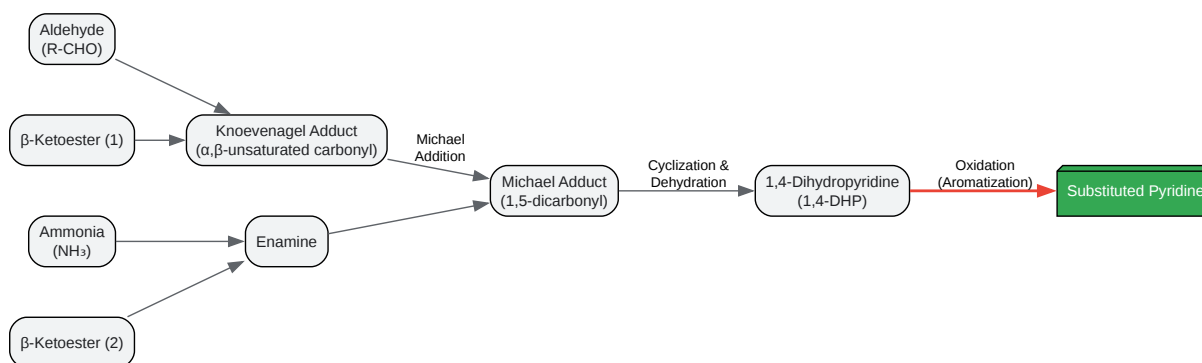 Aldehyde
(R-CHO)
β-Ketoester (1)
Knoevenagel Adduct
(α,β-unsaturated carbonyl)
Michael
Addition
Ammonia
(NH₃)
Enamine
β-Ketoester (2)
Michael Adduct
(1,5-dicarbonyl)
Cyclization &
Dehydration
1,4-Dihydropyridine
(1,4-DHP)
Oxidation
(Aromatization)
Substituted Pyridine